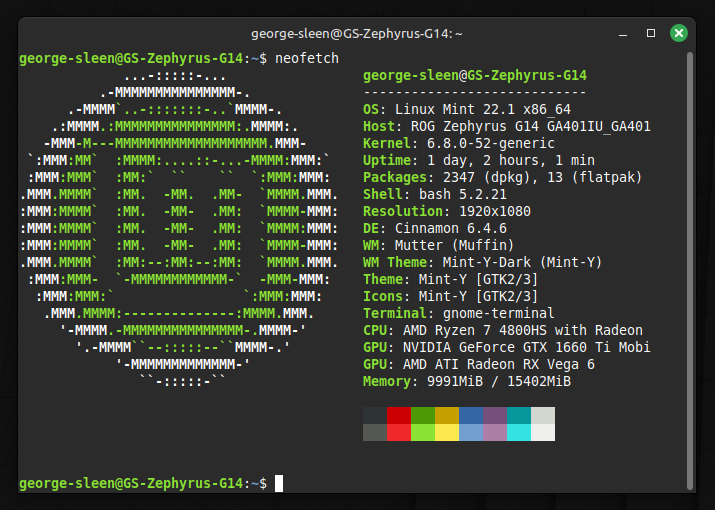 george-sleen@GS-Zephyrus-G14: ~
george-sleen@GS-Zephyrus-G14:~$ neofetch
...-:::::-...
george-sleen@GS-Zephyrus-G14
.-MMMMMMMMMMMMMMM-.
---------------------------
.-MMMM`..-:::::::-..`MMMM-.
OS: Linux Mint 22.1 x86_64
.:MMMM.:MMMMMMMMMMMMMMM:.MMMM:.
Host: ROG Zephyrus G14 GA401IU_GA401
-MMM-M---MMMMMMMMMMMMMMMMMMM.MMM-
Kernel: 6.8.0-52-generic
`:MMM:MM`  :MMMM:....::-...-MMMM:MMM:`
Uptime: 1 day, 2 hours, 1 min
:MMM:MMM`  :MM:`  ``    ``  `:MMM:MMM:
Packages: 2347 (dpkg), 13 (flatpak)
.MMM.MMMM`  :MM.  -MM.  .MM-  `MMMM.MMM.
Shell: bash 5.2.21
:MMM:MMMM`  :MM.  -MM-  .MM:  `MMMM-MMM:
Resolution: 1920x1080
:MMM:MMMM`  :MM.  -MM-  .MM:  `MMMM:MMM:
DE: Cinnamon 6.4.6
:MMM:MMMM`  :MM.  -MM-  .MM:  `MMMM-MMM:
WM: Mutter (Muffin)
.MMM.MMMM`  :MM:--:MM:--:MM:  `MMMM.MMM.
WM Theme: Mint-Y-Dark (Mint-Y)
:MMM:MMM-  `-MMMMMMMMMMMM-`  -MMM-MMM:
Theme: Mint-Y [GTK2/3]
:MMM:MMM:`                `:MMM:MMM:
Icons: Mint-Y [GTK2/3]
.MMM.MMMM:--------------:MMMM.MMM.
Terminal: gnome-terminal
'-MMMM.-MMMMMMMMMMMMMMM-.MMMM-'
CPU: AMD Ryzen 7 4800HS with Radeon
'.-MMMM``--:::::--``MMMM-.'
GPU: NVIDIA GeForce GTX 1660 Ti Mobi
'-MMMMMMMMMMMMM-'
GPU: AMD ATI Radeon RX Vega 6
``-:::::-``
Memory: 9991MiB / 15402MiB
george-sleen@GS-Zephyrus-G14:~$